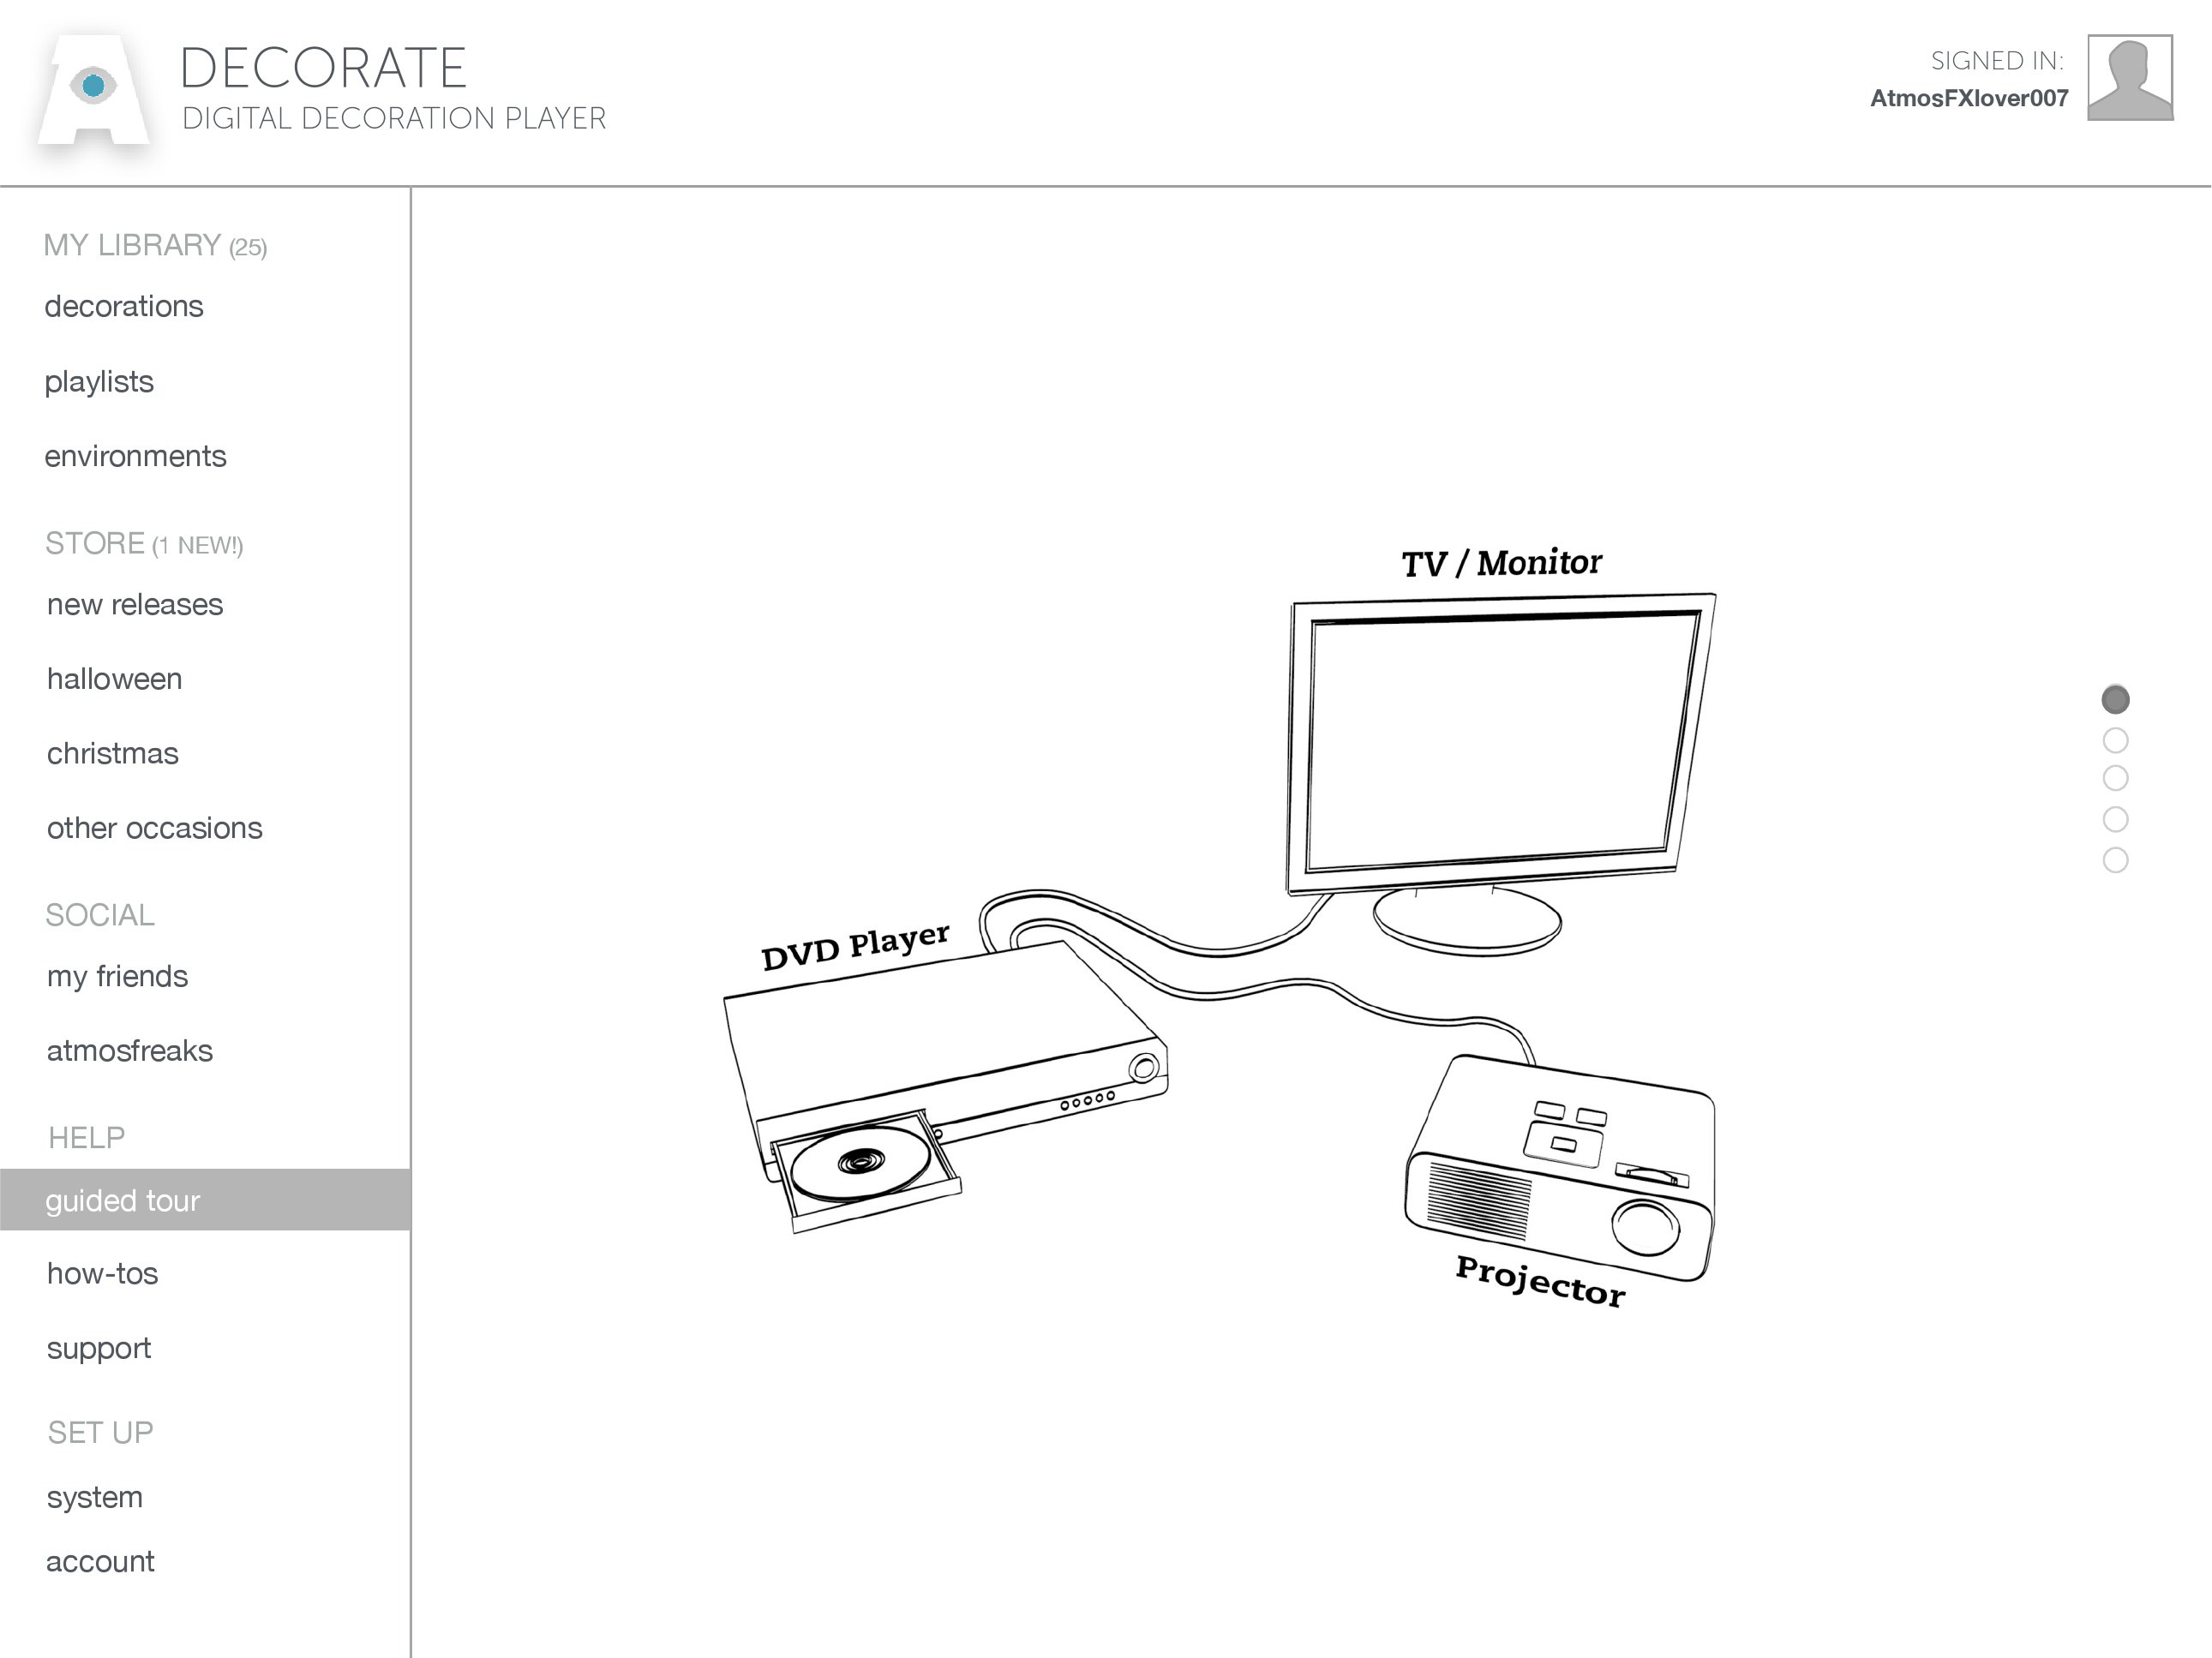 DECORATE
DIGITAL DECORATION PLAYER
SIGNED IN:
AtmosFXlover007
MY LIBRARY (25)
decorations
playlists
environments
STORE (1 NEW!)
new releases
halloween
christmas
other occasions
SOCIAL
my friends
atmosfreaks
HELP
guided tour
how-tos
support
SET UP
system
account
TV / Monitor
DVD Player
Projector